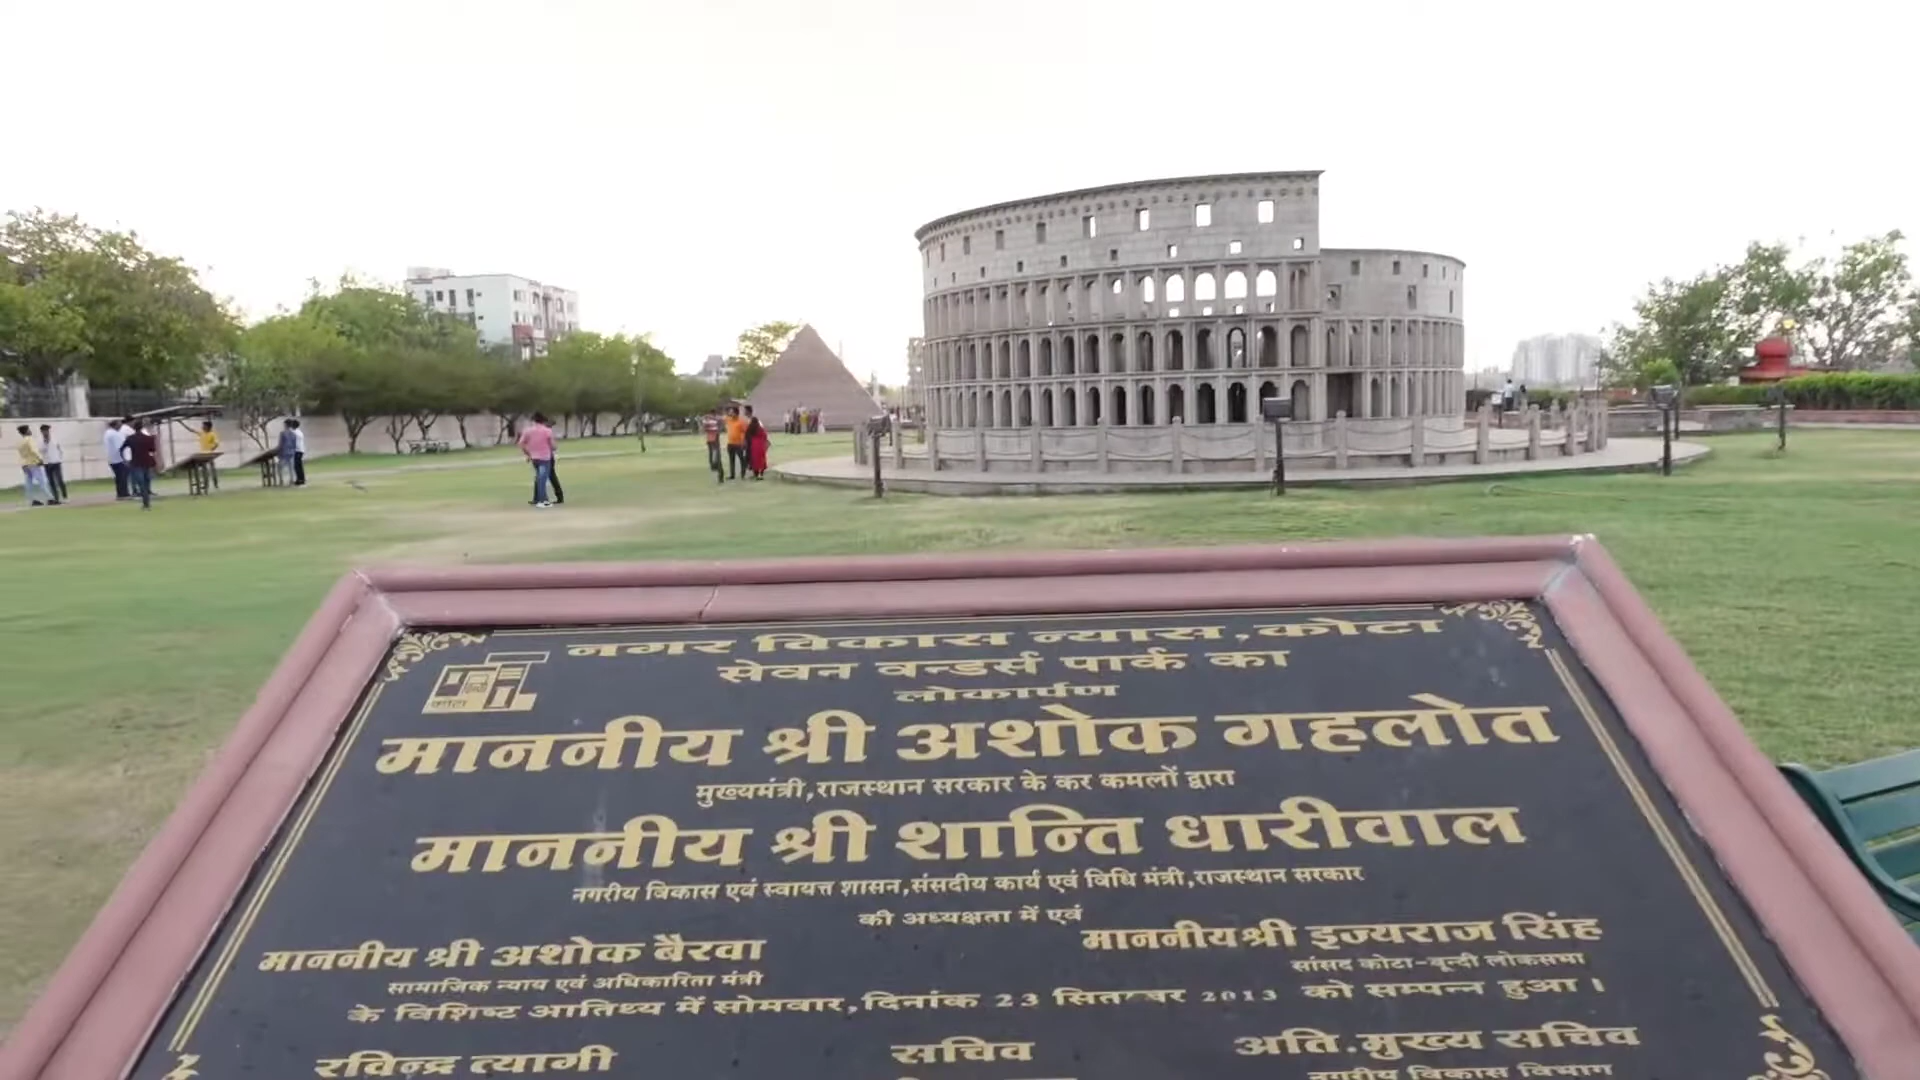 नगर विकास न्यास, कोटा
सेवन वन्डर्स पार्क का
लोकार्पण
कोटा
माननीय श्री अशोक गहलोत
मुख्यमंत्री, राजस्थान सरकार के कर कमलों द्वारा
माननीय श्री शान्ति धारीवाल
नगरीय विकास एवं स्वायत्त शासन, संसदीय कार्य एवं विधि मंत्री, राजस्थान सरकार
की अध्यक्षता में एवं
माननीय श्री अशोक बैरवा
सामाजिक न्याय एवं अधिकारिता मंत्री
माननीय श्री इज्यराज सिंह
सांसद कोटा-बून्दी लोकसभा
के विशिष्ट आतिथ्य में सोमवार, दिनांक 23 सितम्बर 2013 को सम्पन्न हुआ।
रविन्द्र त्यागी
सचिव
अति. मुख्य सचिव
नगरीय विकास विभाग